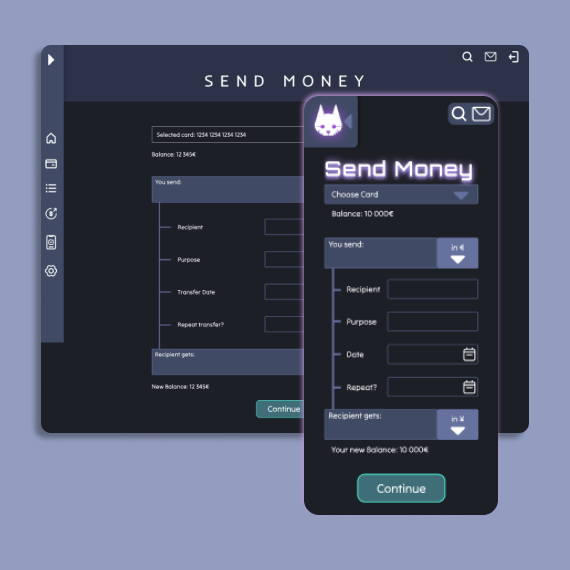 SEND MONEY
Selected card: 1234 1234 1234 1234
Balance: 12 345€
You send:
Recipient
Purpose
Transfer Date
Repeat transfer?
Recipient gets:
New Balance: 12 345€
Continue
Send Money
Choose Card
Balance: 10 000€
You send:
in €
Recipient
Purpose
Date
Repeat?
Recipient gets:
in ¥
Your new Balance: 10 000€
Continue